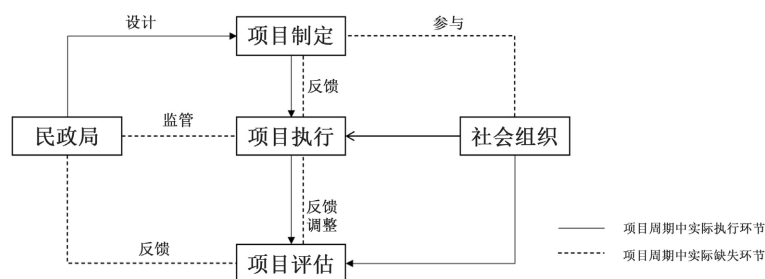 设计
项目制定
参与
反馈
民政局
监管
项目执行
社会组织
反馈
调整
反馈
项目评估
项目周期中实际执行环节
项目周期中实际缺失环节